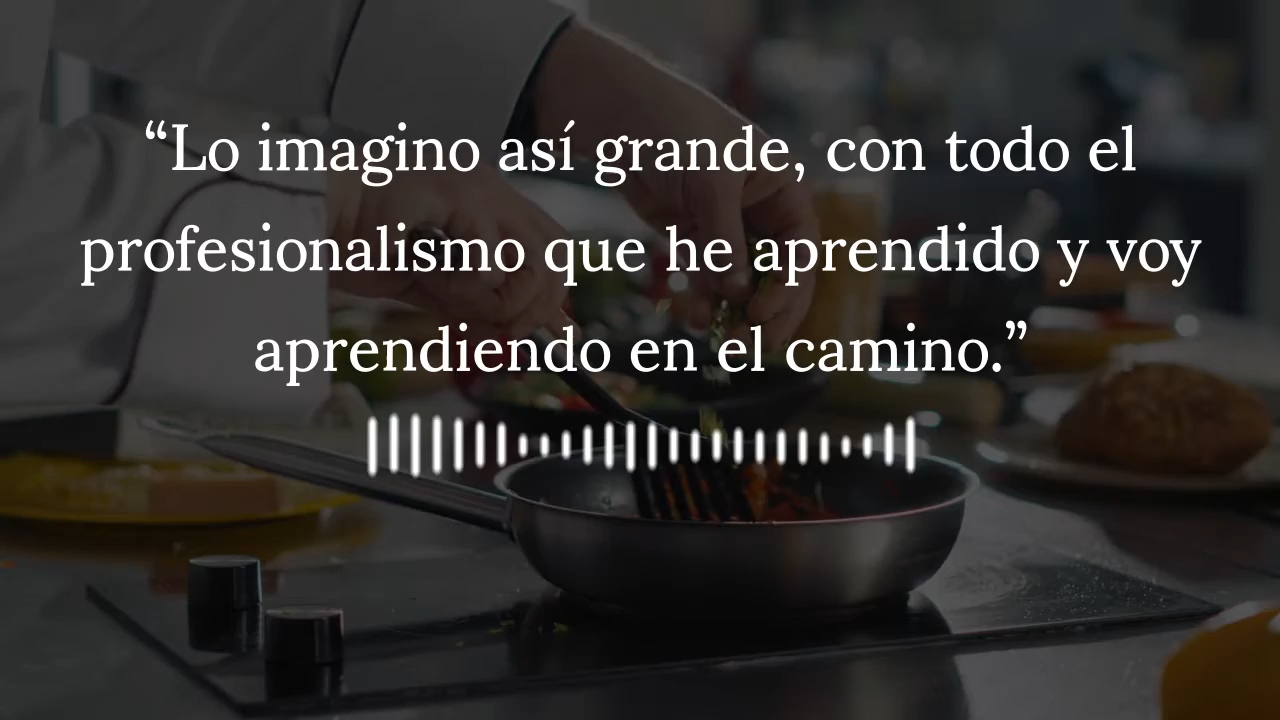 “Lo imagino así grande, con todo el
profesionalismo que he aprendido y voy
aprendiendo en el camino.”